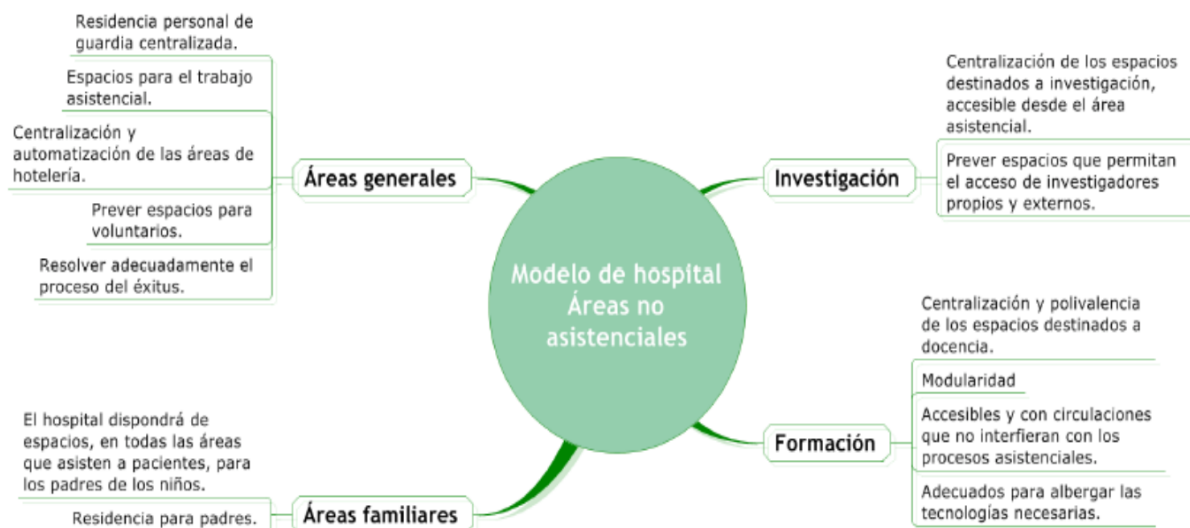 Modelo de hospital
Áreas no
asistenciales
Áreas generales
Residencia personal de
guardia centralizada.
Espacios para el trabajo
asistencial.
Centralización y
automatización de las áreas de
hotelería.
Prever espacios para
voluntarios.
Resolver adecuadamente el
proceso del éxitus.
Áreas familiares
El hospital dispondrá de
espacios, en todas las áreas
que asisten a pacientes, para
los padres de los niños.
Residencia para padres.
Investigación
Centralización de los espacios
destinados a investigación,
accesible desde el área
asistencial.
Prever espacios que permitan
el acceso de investigadores
propios y externos.
Formación
Centralización y polivalencia
de los espacios destinados a
docencia.
Modularidad
Accesibles y con circulaciones
que no interfieran con los
procesos asistenciales.
Adecuados para albergar las
tecnologías necesarias.